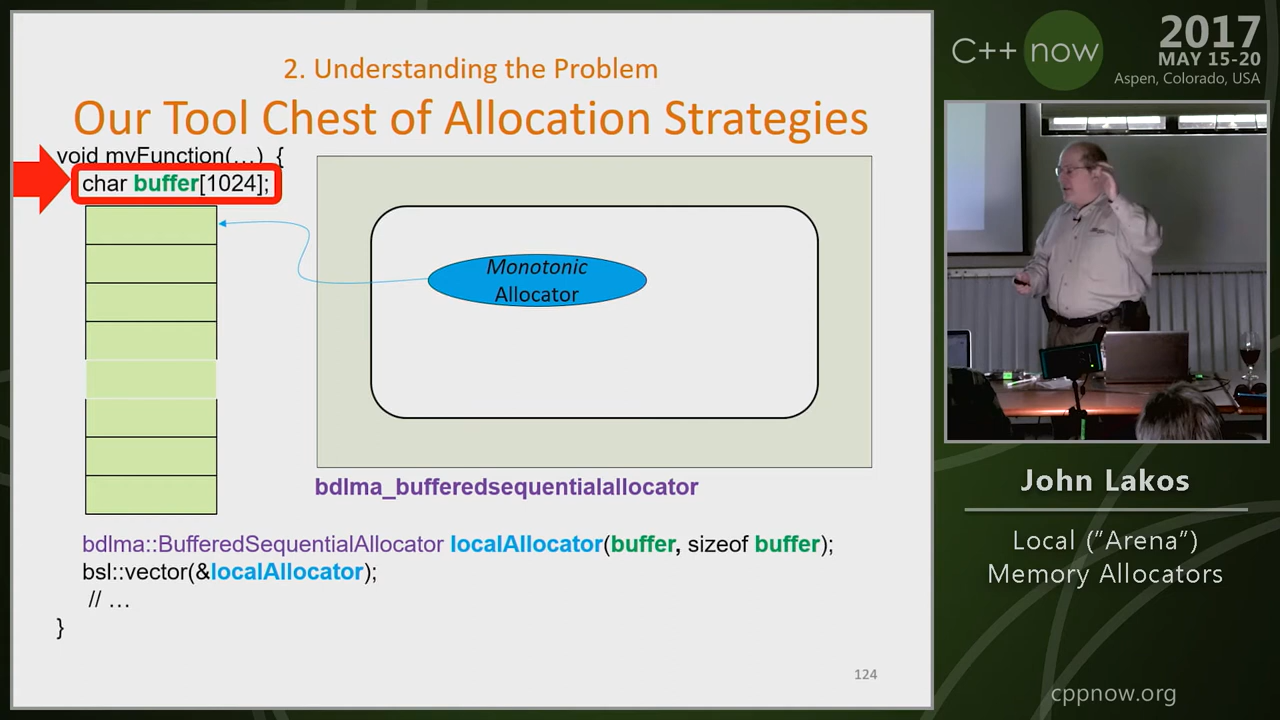 2. Understanding the Problem
Our Tool Chest of Allocation Strategies
void myFunction(…) {
char buffer[1024];
Monotonic
Allocator
bdlma_bufferedsequentialallocator
bdlma::BufferedSequentialAllocator localAllocator(buffer, sizeof buffer);
bsl::vector(&localAllocator);
// …
}
124
C++ now
2017
MAY 15-20
Aspen, Colorado, USA
John Lakos
Local ("Arena")
Memory Allocators
cppnow.org